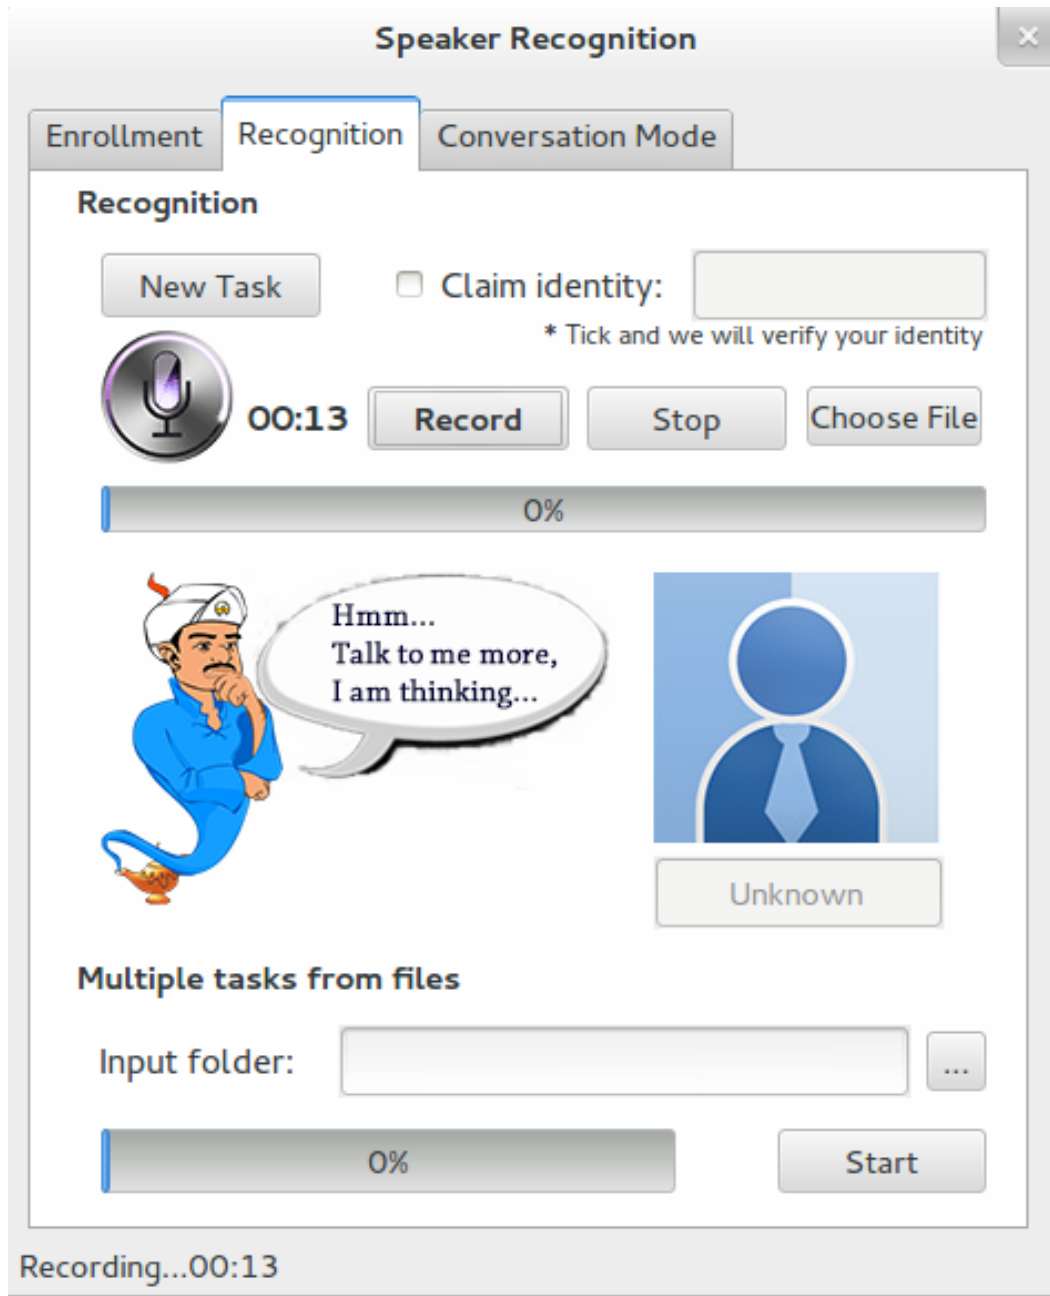 Speaker Recognition
×
Enrollment Recognition Conversation Mode
Recognition
New Task Claim identity:
* Tick and we will verify your identity
00:13 Record Stop Choose File
0%
Hmm...
Talk to me more,
I am thinking...
Unknown
Multiple tasks from files
Input folder: ...
0% Start
Recording...00:13